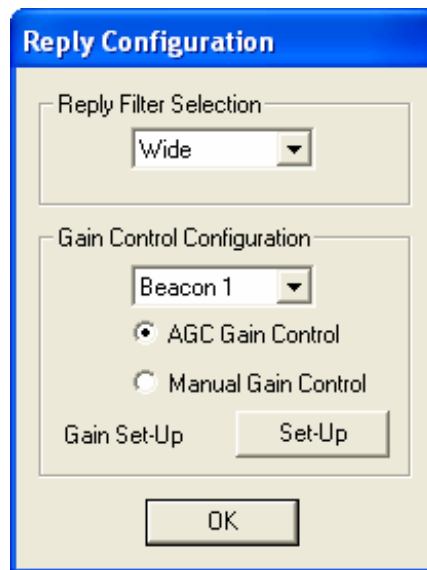 Reply Configuration
Reply Filter Selection
Wide
Gain Control Configuration
Beacon 1
AGC Gain Control
Manual Gain Control
Gain Set-Up Set-Up
OK